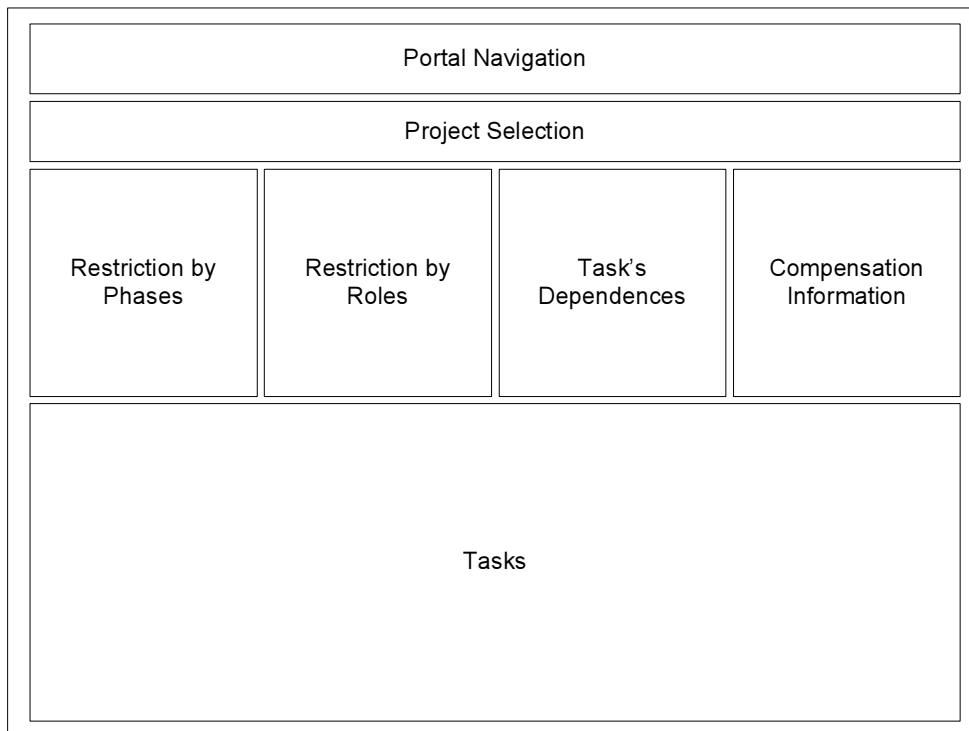 Portal Navigation
Project Selection
Restriction by
Phases
Restriction by
Roles
Task’s
Dependences
Compensation
Information
Tasks